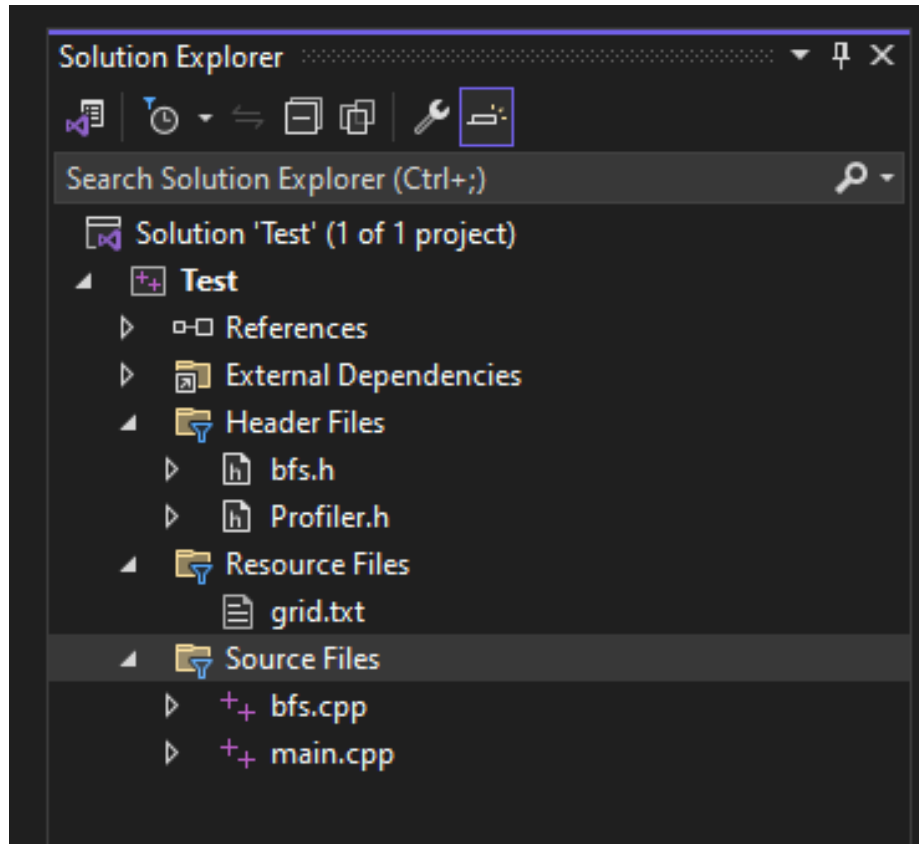 Solution Explorer
Search Solution Explorer (Ctrl+;)
Solution 'Test' (1 of 1 project)
Test
References
External Dependencies
Header Files
bfs.h
Profiler.h
Resource Files
grid.txt
Source Files
bfs.cpp
main.cpp